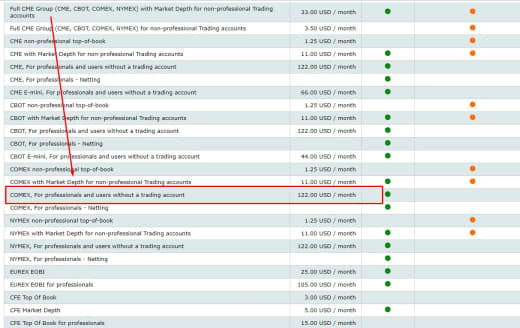 Full CME Group (CME, CBOT, COMEX, NYMEX) with Market Depth for non-professional Trading accounts 33.00 USD / month
Full CME Group (CME, CBOT, COMEX, NYMEX) for non-professional Trading accounts 3.50 USD / month
CME non-professional top-of-book 1.25 USD / month
CME with Market Depth for non-professional Trading accounts 11.00 USD / month
CME, For professionals and users without a trading account 122.00 USD / month
CME, For professionals - Netting
CME E-mini, For professionals and users without a trading account 66.00 USD / month
CBOT non-professional top-of-book 1.25 USD / month
CBOT with Market Depth for non-professional Trading accounts 11.00 USD / month
CBOT, For professionals and users without a trading account 122.00 USD / month
CBOT, For professionals - Netting
CBOT E-mini, For professionals and users without a trading account 44.00 USD / month
COMEX non-professional top-of-book 1.25 USD / month
COMEX with Market Depth for non-professional Trading accounts 11.00 USD / month
COMEX, For professionals and users without a trading account 122.00 USD / month
COMEX, For professionals - Netting
NYMEX non-professional top-of-book 1.25 USD / month
NYMEX with Market Depth for non-professional Trading accounts 11.00 USD / month
NYMEX, For professionals and users without a trading account 122.00 USD / month
NYMEX, For professionals - Netting
EUREX EOBI 25.00 USD / month
EUREX EOBI for professionals 105.00 USD / month
CFE Top Of Book 3.00 USD / month
CFE Market Depth 5.00 USD / month
CFE Top Of Book for professionals 15.00 USD / month